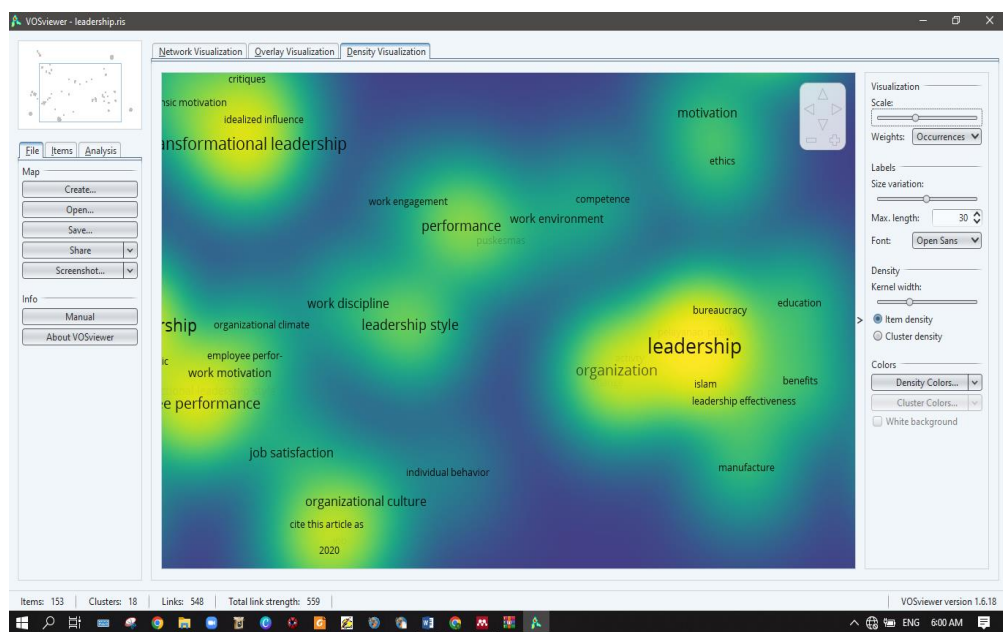 VOSviewer - leadership.ris
Network Visualization
Overlay Visualization
Density Visualization
File
Items
Analysis
Map
Create...
Open...
Save...
Share
Screenshot...
Info
Manual
About VOSviewer
critiques
nsic motivation
idealized influence
ansformational leadership
motivation
ethics
work engagement
competence
performance
work environment
puskesmas
work discipline
leadership style
rship
organizational climate
employee perfor-
ic
work motivation
e performance
bureaucracy
education
leadership
organization
islam
benefits
leadership effectiveness
job satisfaction
individual behavior
manufacture
organizational culture
cite this article as
2020
Visualization
Scale:
Weights: Occurrences
Labels
Size variation:
Max. length: 30
Font: Open Sans
Density
Kernel width:
Item density
Cluster density
Colors
Density Colors...
Cluster Colors...
White background
Items: 153
Clusters: 18
Links: 548
Total link strength: 559
VOSviewer version 1.6.18
ENG
6:00 AM